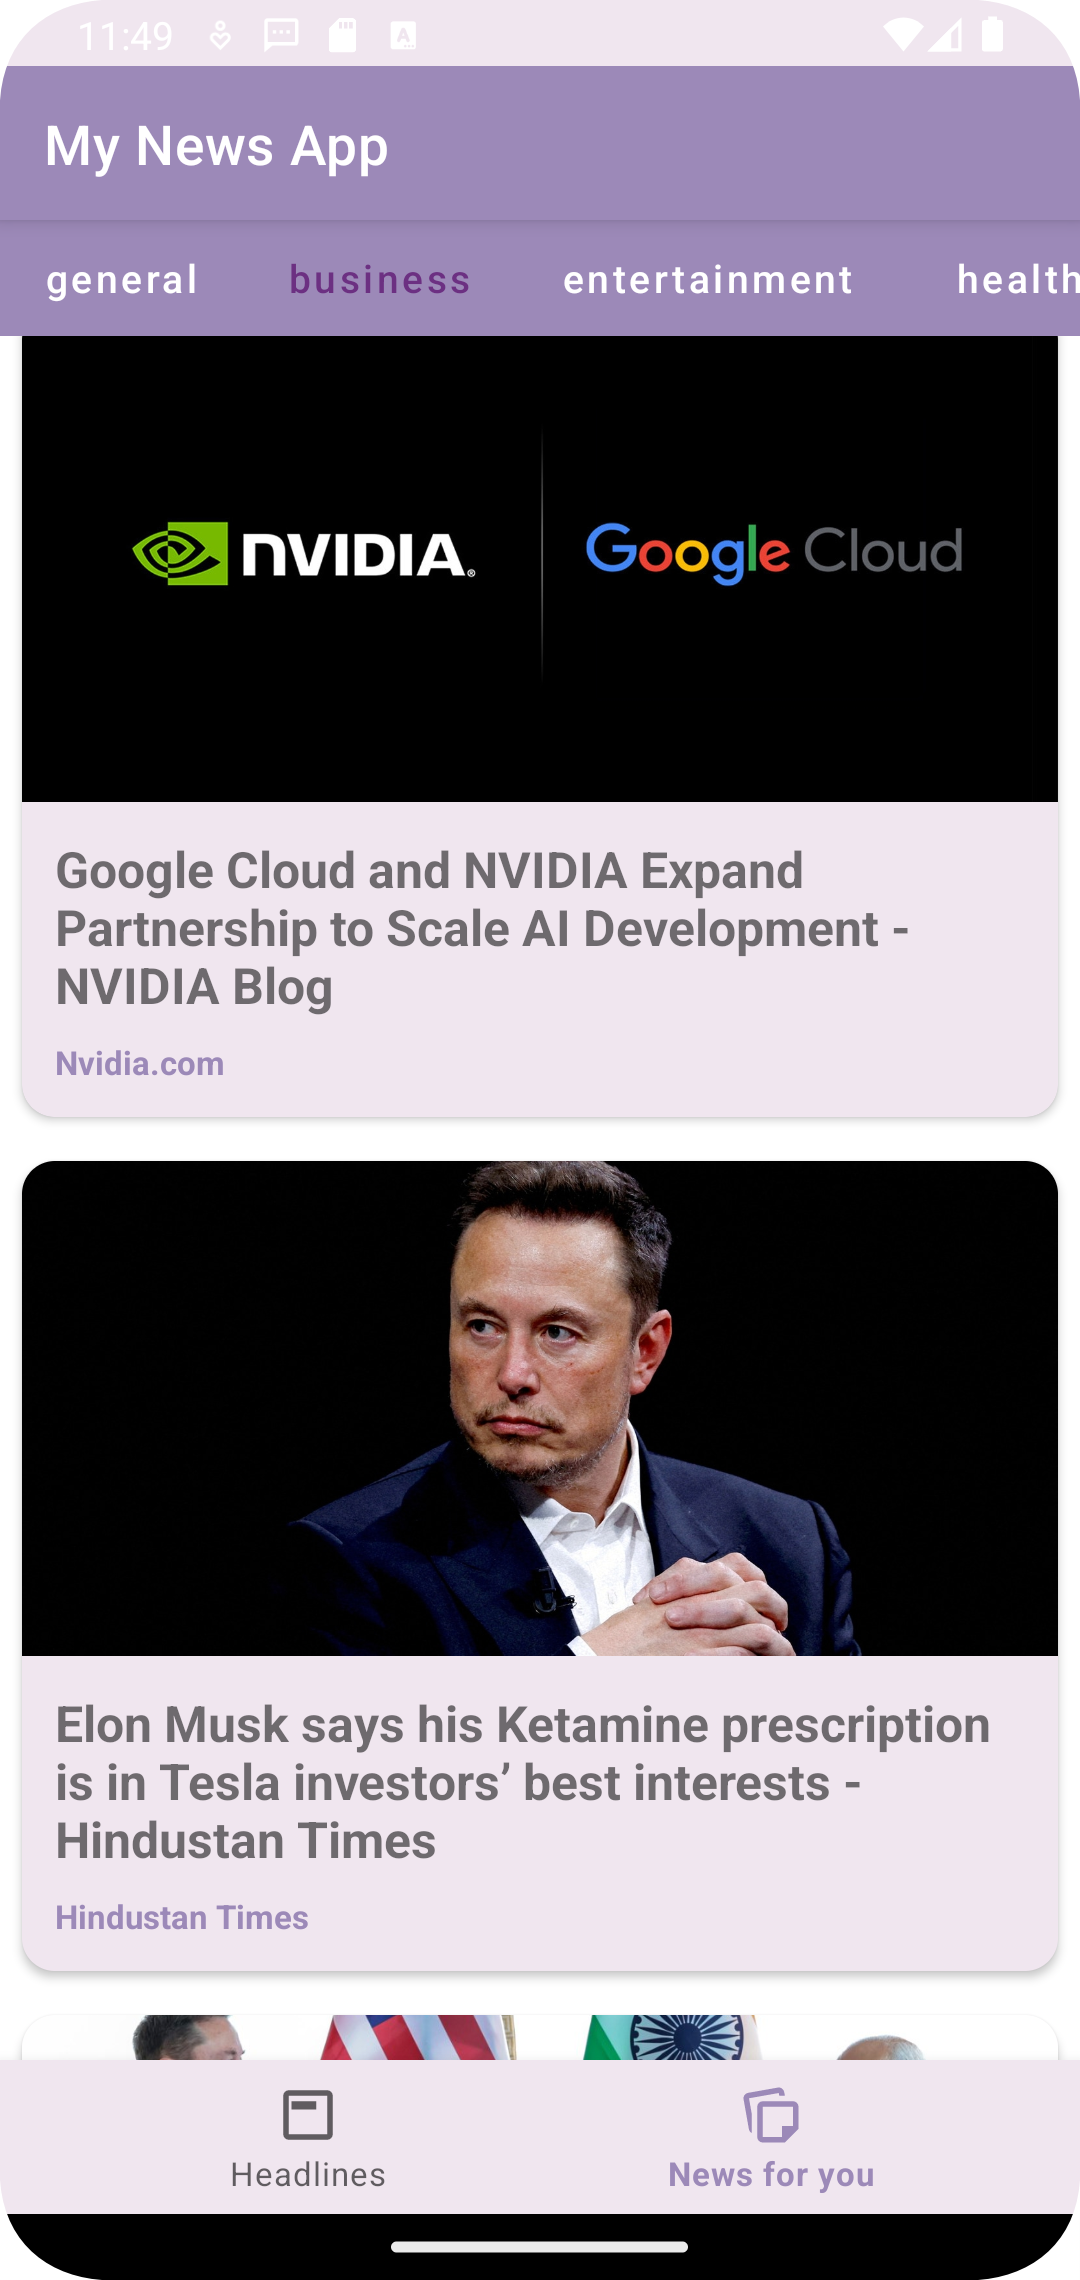 11:49
My News App
general business entertainment health
NVIDIA. Google Cloud
Google Cloud and NVIDIA Expand
Partnership to Scale AI Development -
NVIDIA Blog
Nvidia.com
Elon Musk says his Ketamine prescription
is in Tesla investors’ best interests -
Hindustan Times
Hindustan Times
Headlines News for you